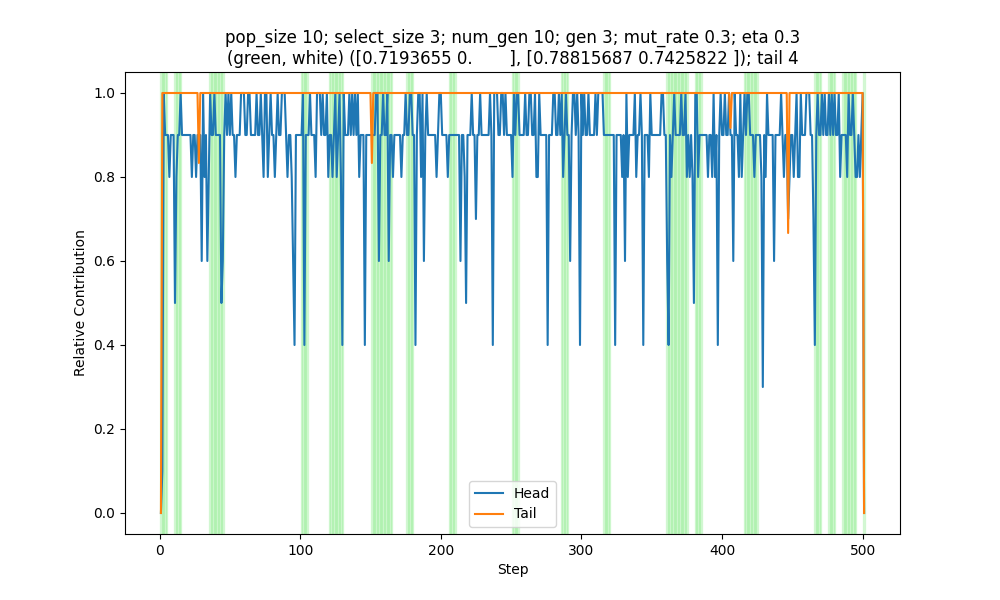 pop_size 10; select_size 3; num_gen 10; gen 3; mut_rate 0.3; eta 0.3
(green, white) ([0.7193655 0.       ], [0.78815687 0.7425822 ]); tail 4
1.0
0.8
0.6
0.4
0.2
0.0
Relative Contribution
Head
Tail
0
100
200
300
400
500
Step